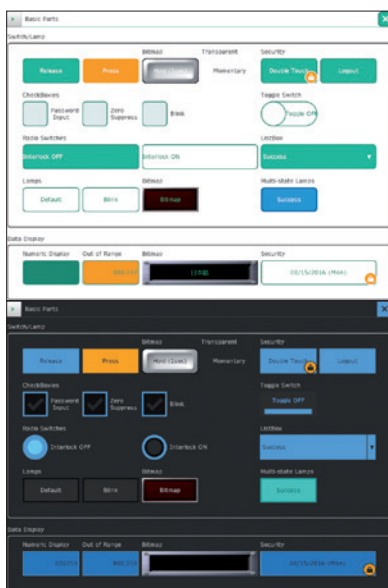 Basic Parts
Switch/Lamp
Bitmap Transparent Security
Release Press Hold (2sec) Momentary Double Touch Logout
CheckBoxes Toggle Switch
Password Input Zero Suppress Blink Toggle OFF
Radio Switches ListBox
Interlock OFF Interlock ON Success
Lamps Bitmap Multi-state Lamps
Default Blink Bitmap Success
Data Display
Numeric Display Out of Range Bitmap Security
08/15/2016 (Mon)
Basic Parts
Switch/Lamp
Bitmap Transparent Security
Release Press Hold (2sec) Momentary Double Touch Logout
CheckBoxes Toggle Switch
Password Input Zero Suppress Blink Toggle OFF
Radio Switches ListBox
Interlock OFF Interlock ON Success
Lamps Bitmap Multi-state Lamps
Default Blink Bitmap Success
Data Display
Numeric Display Out of Range Bitmap Security
08/15/2016 (Mon)